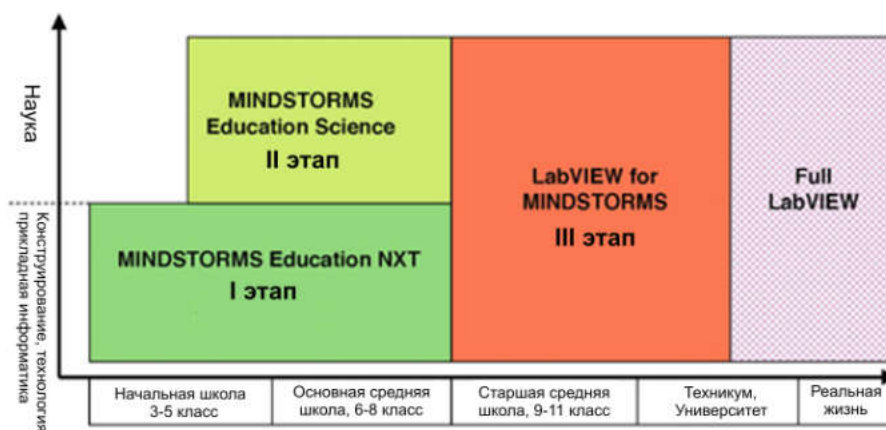 Наука
Конструирование, технология
прикладная информатика
MINDSTORMS
Education Science
II этап
MINDSTORMS Education NXT
I этап
LabVIEW for
MINDSTORMS
III этап
Full
LabVIEW
Начальная школа
3-5 класс
Основная средняя
школа, 6-8 класс
Старшая средняя
школа, 9-11 класс
Техникум,
Университет
Реальная
жизнь